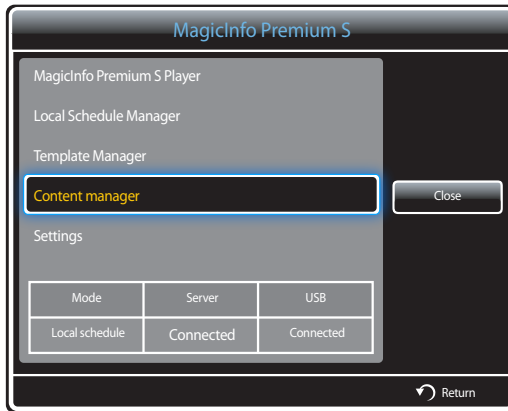 MagicInfo Premium S
MagicInfo Premium S Player
Local Schedule Manager
Template Manager
Content manager
Close
Settings
Mode Server USB
Local schedule Connected Connected
Return